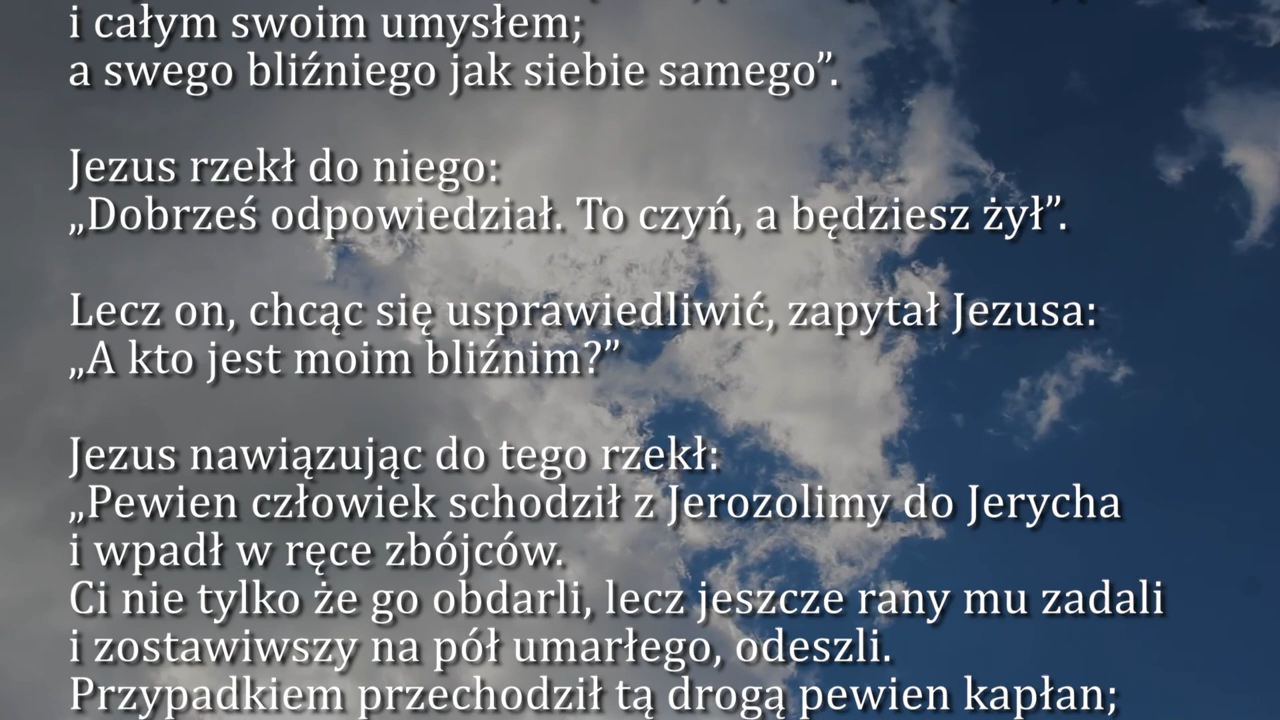 i całym swoim umysłem;
a swego bliźniego jak siebie samego”.
Jezus rzekł do niego:
„Dobrześ odpowiedział. To czyń, a będziesz żył”.
Lecz on, chcąc się usprawiedliwić, zapytał Jezusa:
„A kto jest moim bliźnim?”
Jezus nawiązując do tego rzekł:
„Pewien człowiek schodził z Jerozolimy do Jerycha
i wpadł w ręce zbójców.
Ci nie tylko że go obdarli, lecz jeszcze rany mu zadali
i zostawiwszy na pół umarłego, odeszli.
Przypadkiem przechodził tą drogą pewien kapłan;